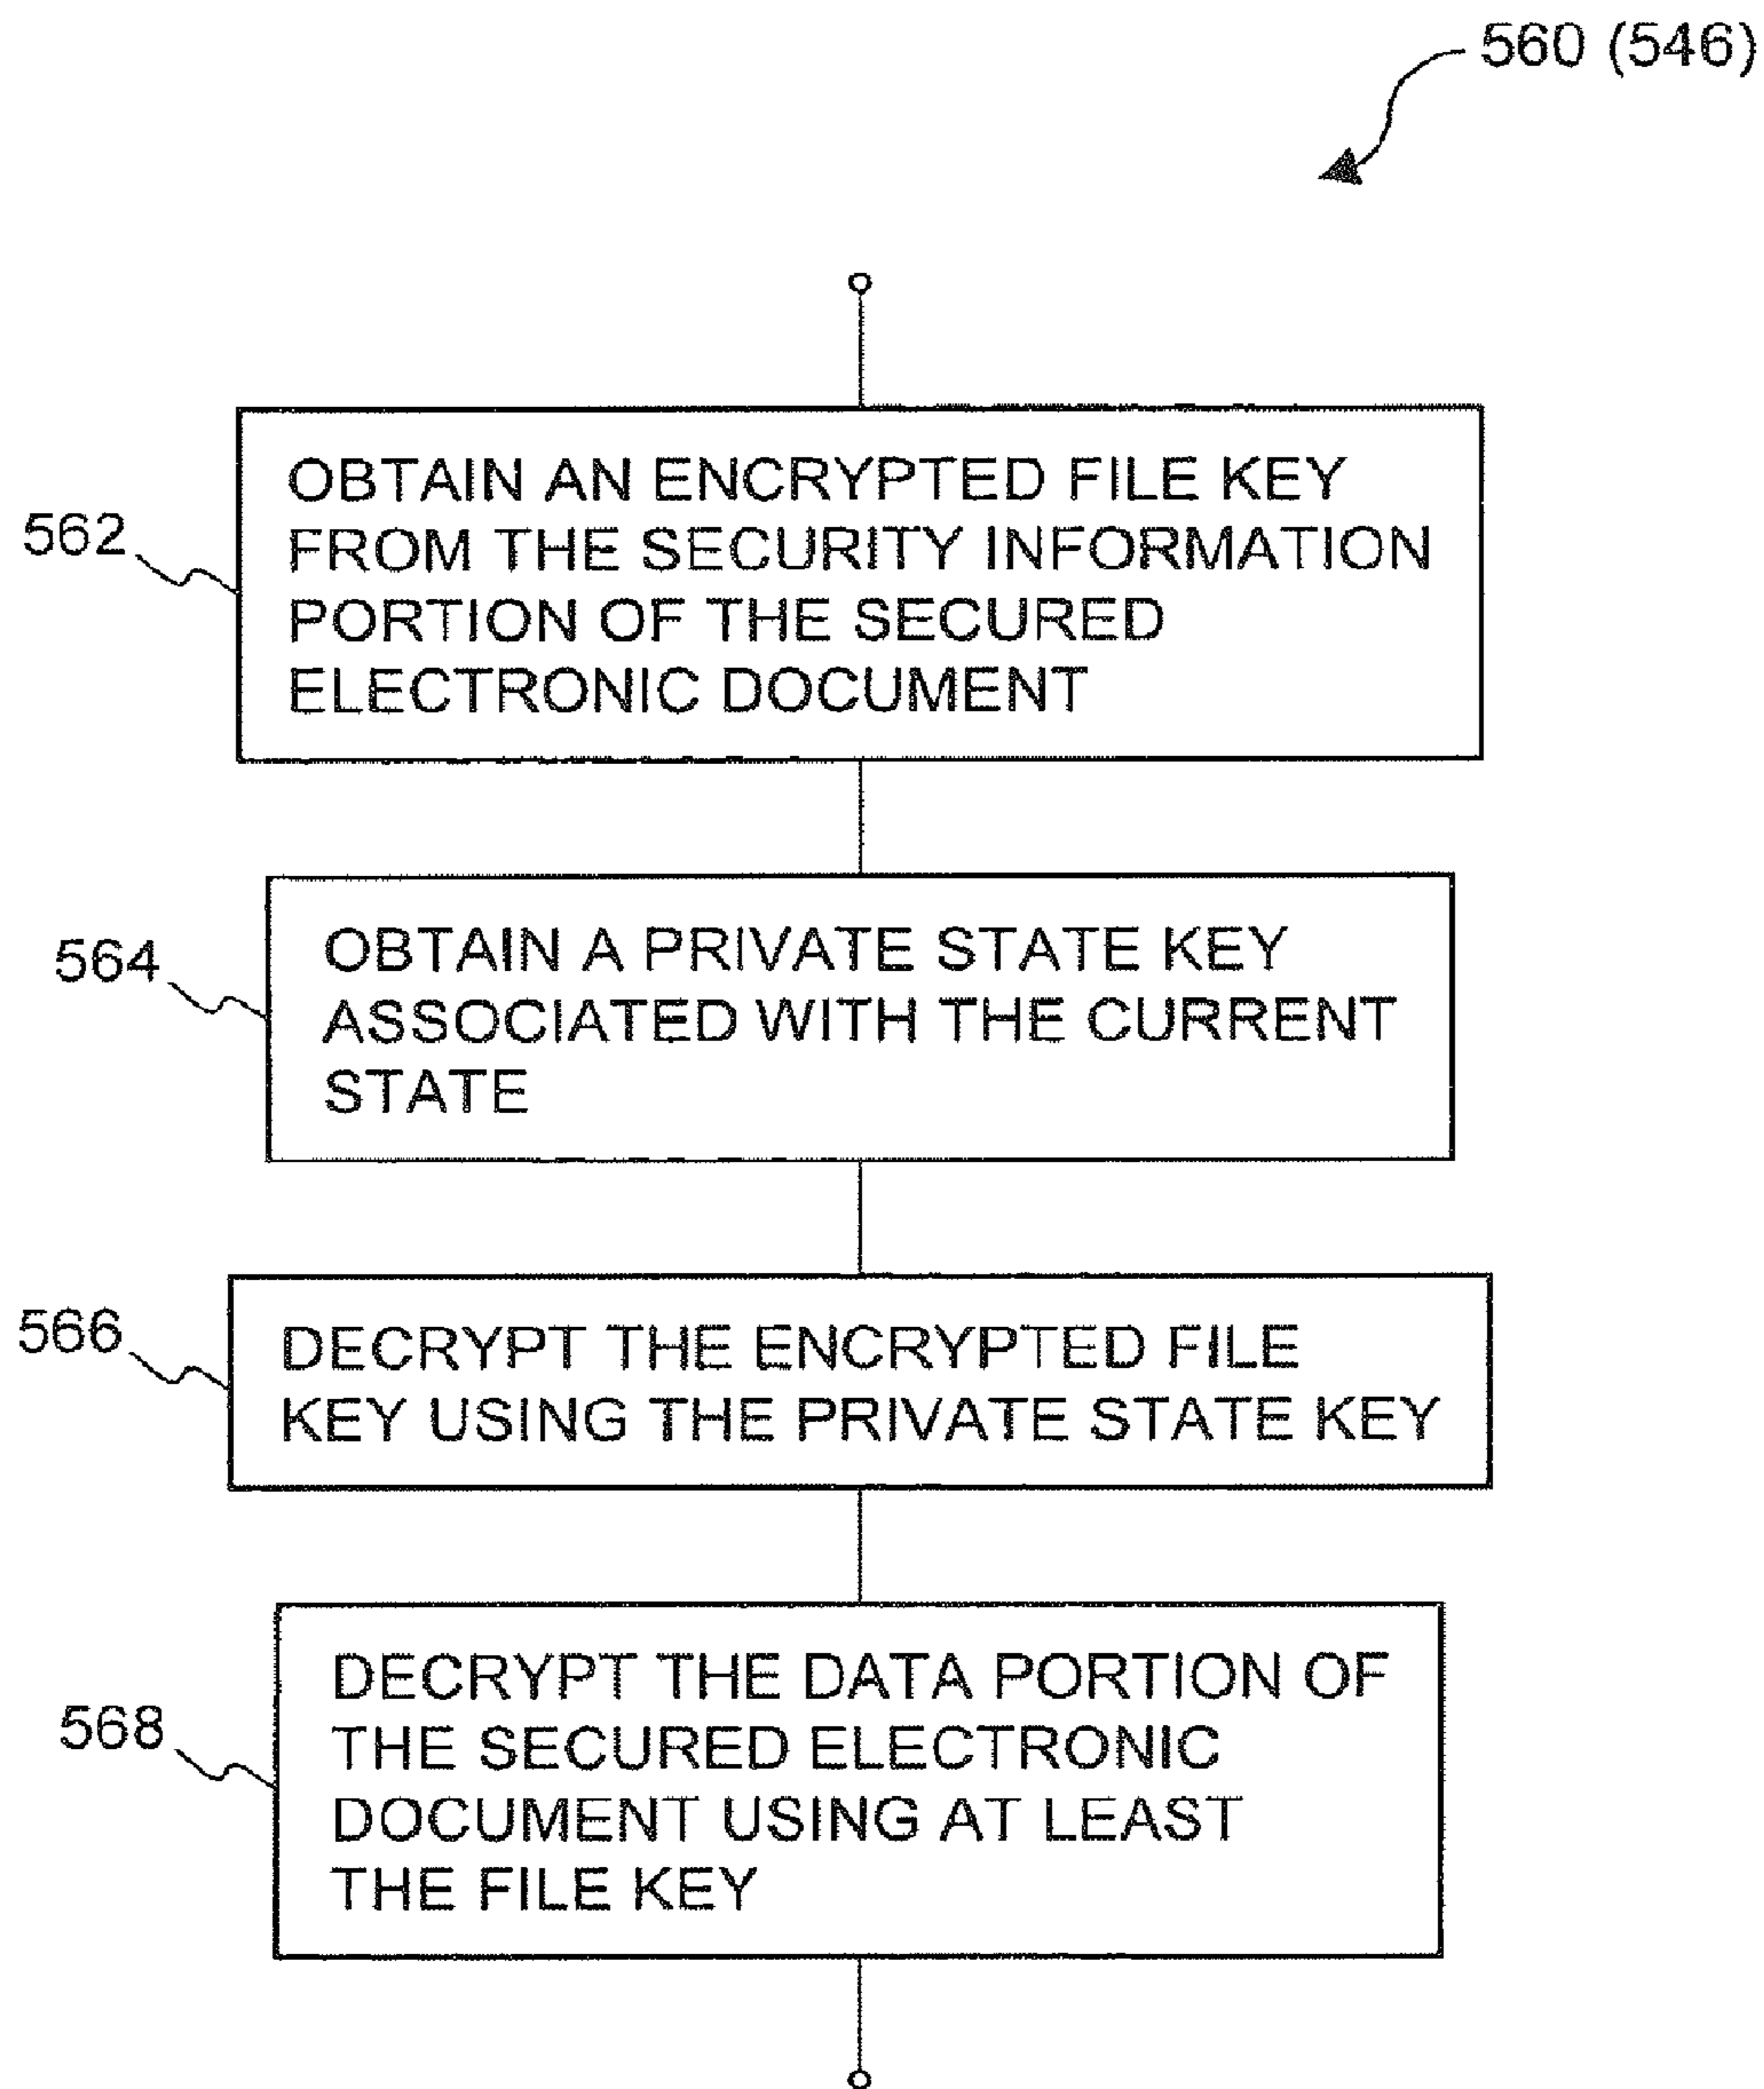 560 (546)
562
OBTAIN AN ENCRYPTED FILE KEY
FROM THE SECURITY INFORMATION
PORTION OF THE SECURED
ELECTRONIC DOCUMENT
564
OBTAIN A PRIVATE STATE KEY
ASSOCIATED WITH THE CURRENT
STATE
566
DECRYPT THE ENCRYPTED FILE
KEY USING THE PRIVATE STATE KEY
568
DECRYPT THE DATA PORTION OF
THE SECURED ELECTRONIC
DOCUMENT USING AT LEAST
THE FILE KEY